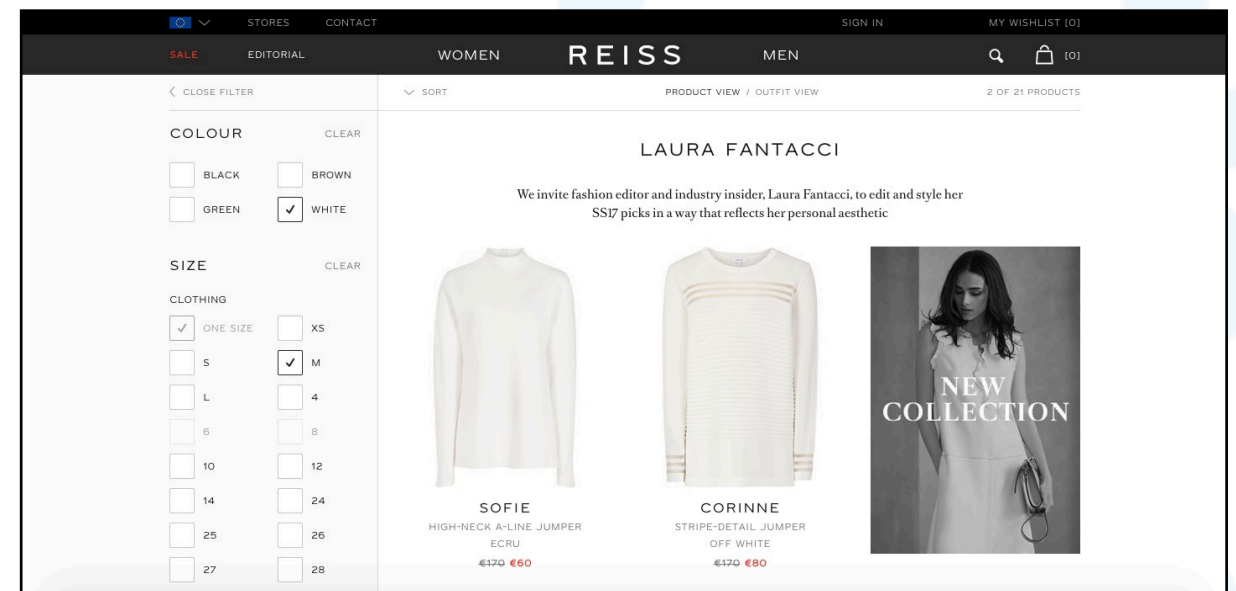 STORES CONTACT SIGN IN MY WISHLIST [0]
SALE EDITORIAL WOMEN REISS MEN [0]
CLOSE FILTER SORT PRODUCT VIEW / OUTFIT VIEW 2 OF 21 PRODUCTS
COLOUR CLEAR
BLACK BROWN
GREEN WHITE
SIZE CLEAR
CLOTHING
ONE SIZE XS
S M
L 4
6 8
10 12
14 24
25 26
27 28
LAURA FANTACCI
We invite fashion editor and industry insider, Laura Fantacci, to edit and style her
SS17 picks in a way that reflects her personal aesthetic
SOFIE
HIGH-NECK A-LINE JUMPER
ECRU
€170 €60
CORINNE
STRIPE-DETAIL JUMPER
OFF WHITE
€170 €80
NEW
COLLECTION